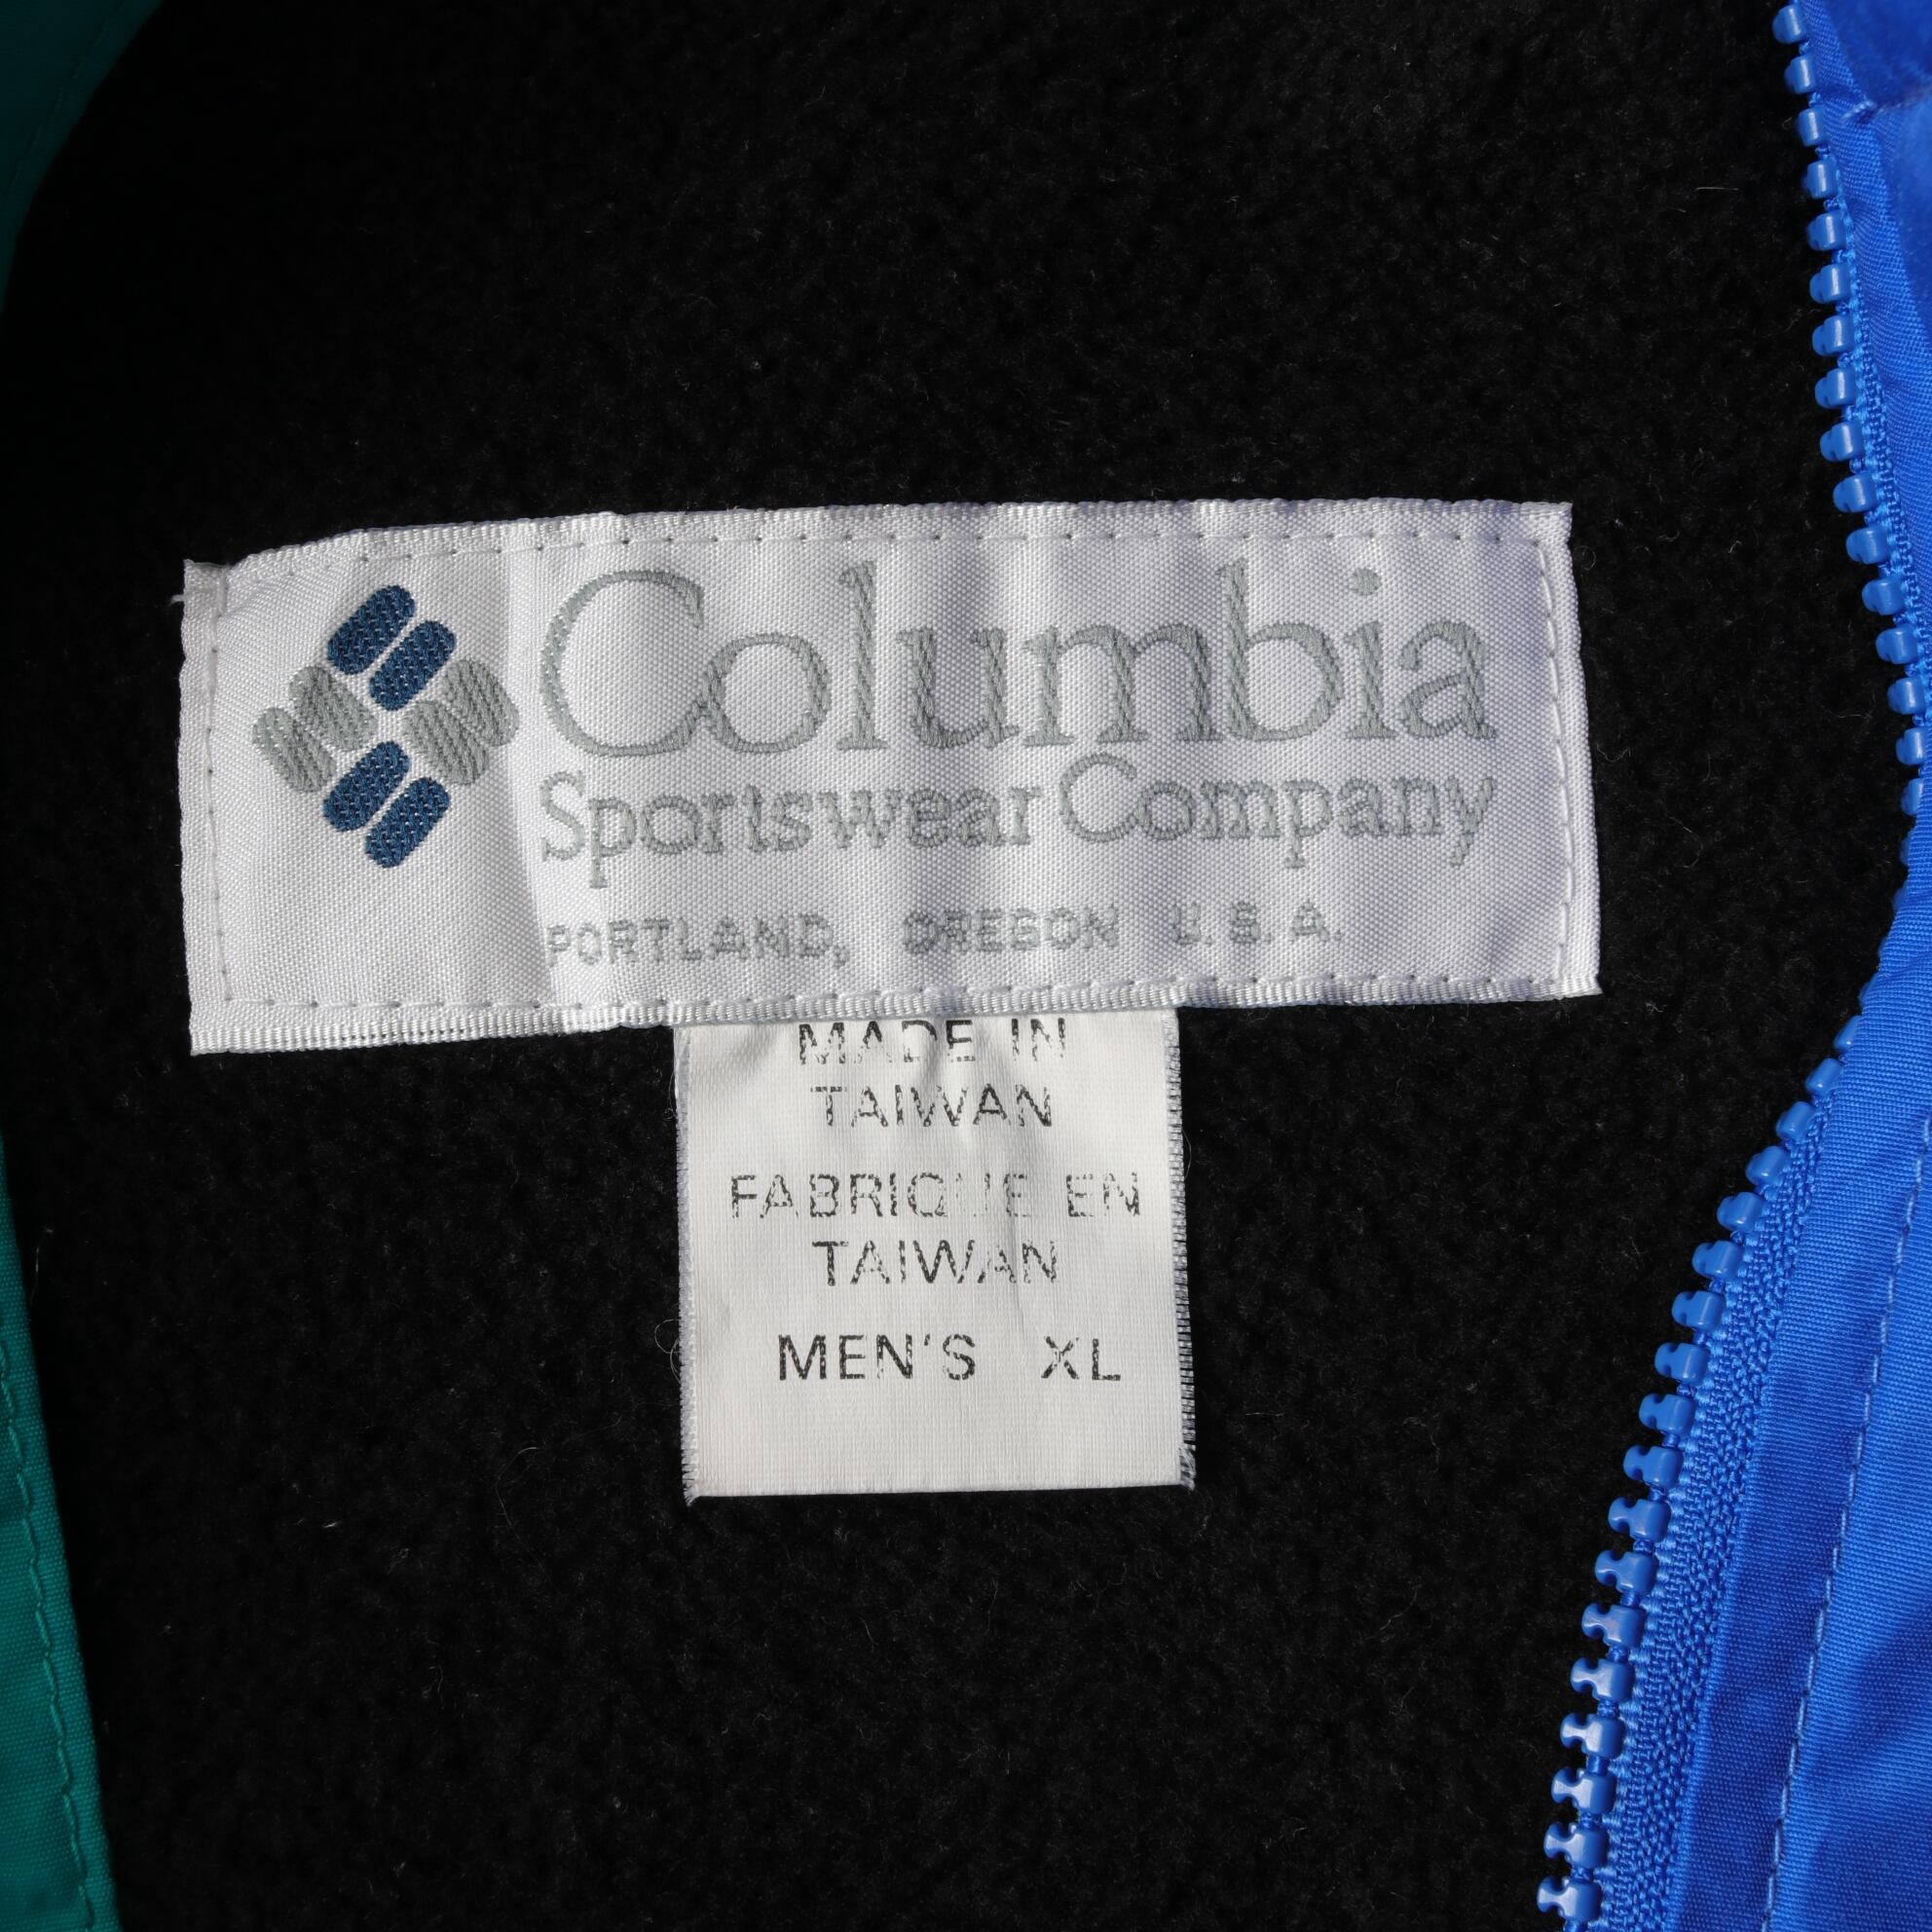 Columbia
Sportswear Company
PORTLAND, OREGON U.S.A.
MADE IN
TAIWAN
FABRIQUE EN
TAIWAN
MEN'S XL